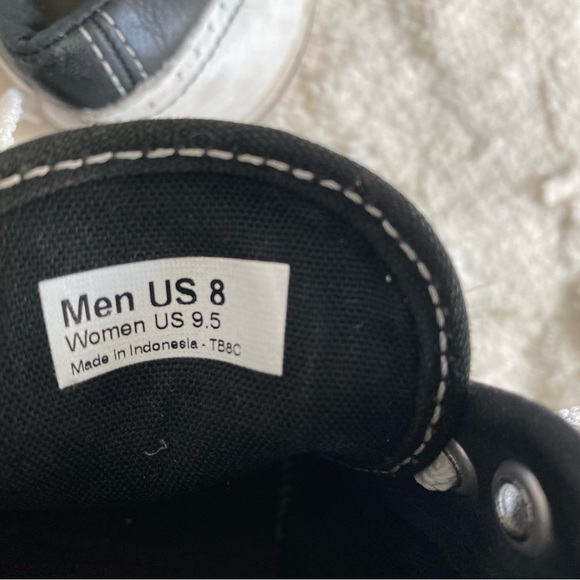 Men US 8
Women US 9.5
Made in Indonesia - TB8C